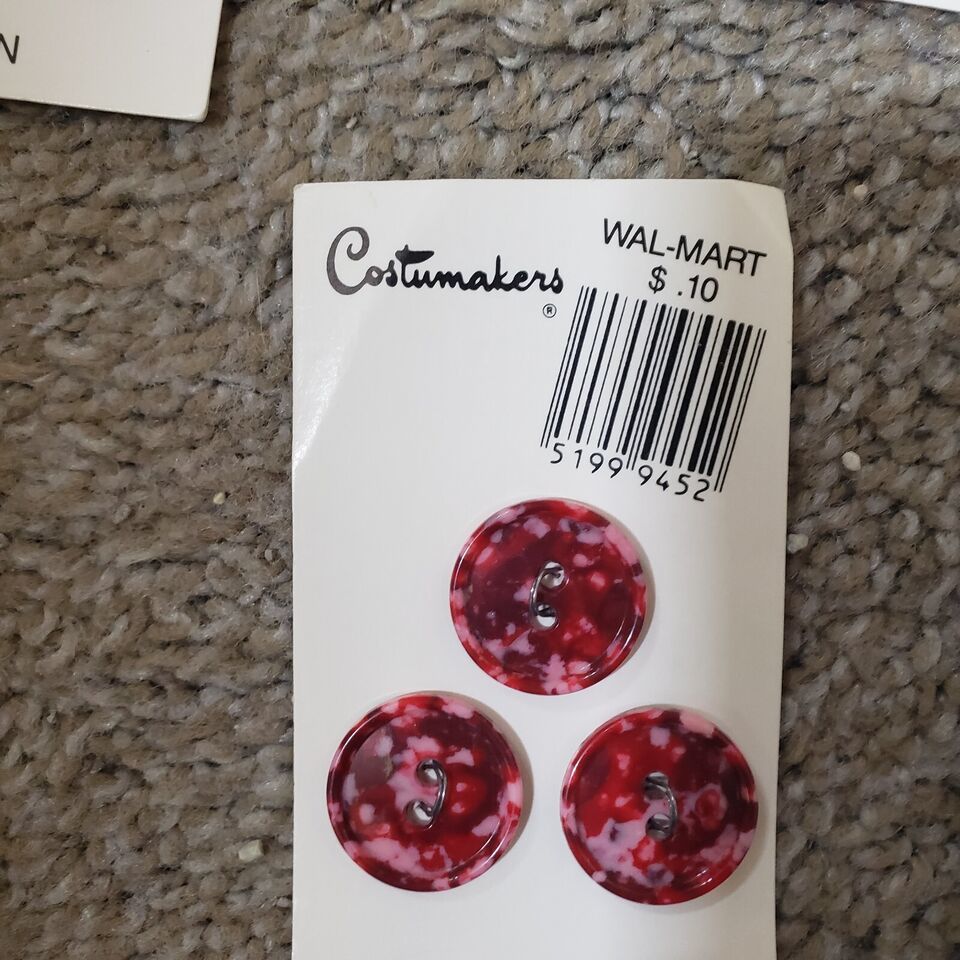 N
Costumakers
®
WAL-MART
$ .10
5199 9452